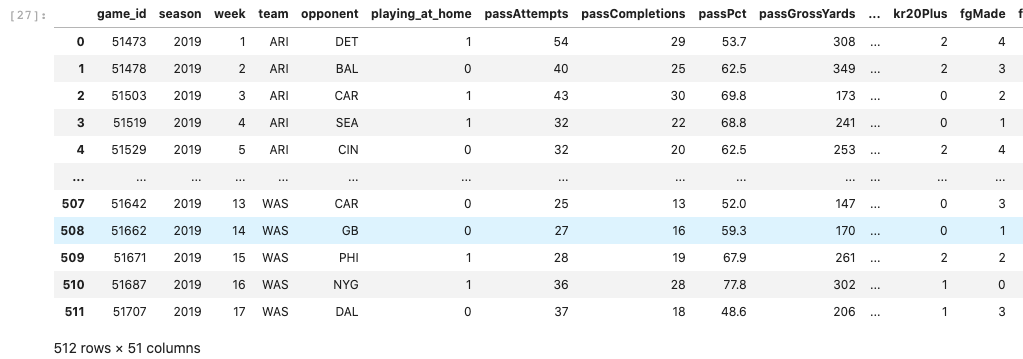 [27]: game_id season week team opponent playing_at_home passAttempts passCompletions passPct passGrossYards ... kr20Plus fgMade f
0 51473 2019 1 ARI DET 1 54 29 53.7 308 ... 2 4
1 51478 2019 2 ARI BAL 0 40 25 62.5 349 ... 2 3
2 51503 2019 3 ARI CAR 1 43 30 69.8 173 ... 0 2
3 51519 2019 4 ARI SEA 1 32 22 68.8 241 ... 0 1
4 51529 2019 5 ARI CIN 0 32 20 62.5 253 ... 2 4
... ... ... ... ... ... ... ... ... ... ... ... ... ...
507 51642 2019 13 WAS CAR 0 25 13 52.0 147 ... 0 3
508 51662 2019 14 WAS GB 0 27 16 59.3 170 ... 0 1
509 51671 2019 15 WAS PHI 1 28 19 67.9 261 ... 2 2
510 51687 2019 16 WAS NYG 1 36 28 77.8 302 ... 1 0
511 51707 2019 17 WAS DAL 0 37 18 48.6 206 ... 1 3
512 rows × 51 columns